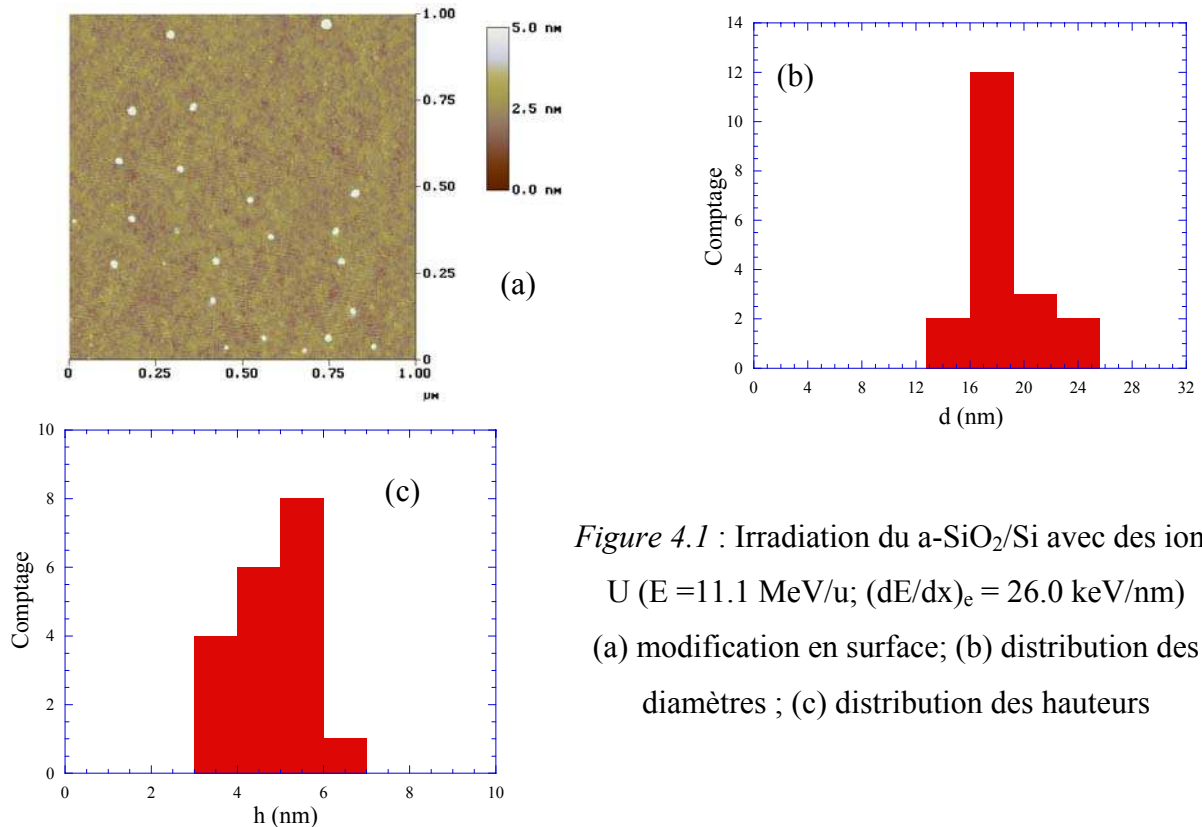 1.00
0.75
0.50
0.25
0
0 0.25 0.50 0.75 1.00
µM
5.0 nM
2.5 nM
0.0 nM
(a)
14
12
10
8
6
4
2
0
Comptage
(b)
0 4 8 12 16 20 24 28 32
d (nm)
10
8
6
4
2
0
Comptage
(c)
0 2 4 6 8 10
h (nm)
Figure 4.1 : Irradiation du a-SiO₂/Si avec des ion
U (E =11.1 MeV/u; (dE/dx)ₑ = 26.0 keV/nm)
(a) modification en surface; (b) distribution des
diamètres ; (c) distribution des hauteurs